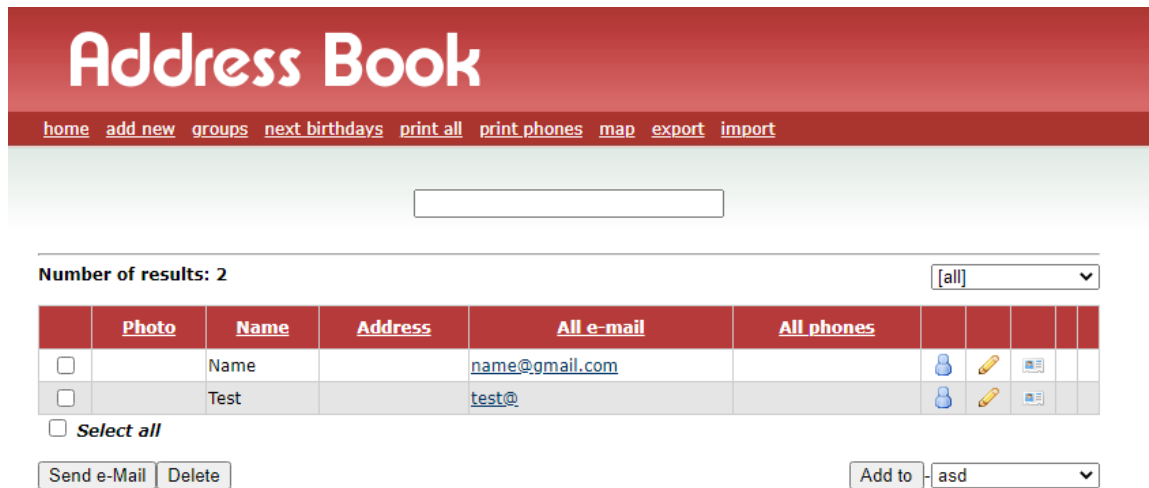 Address Book
home add new groups next birthdays print all print phones map export import
Number of results: 2 [all]
Photo Name Address All e-mail All phones
Name name@gmail.com
Test test@
Select all
Send e-Mail Delete Add to - asd